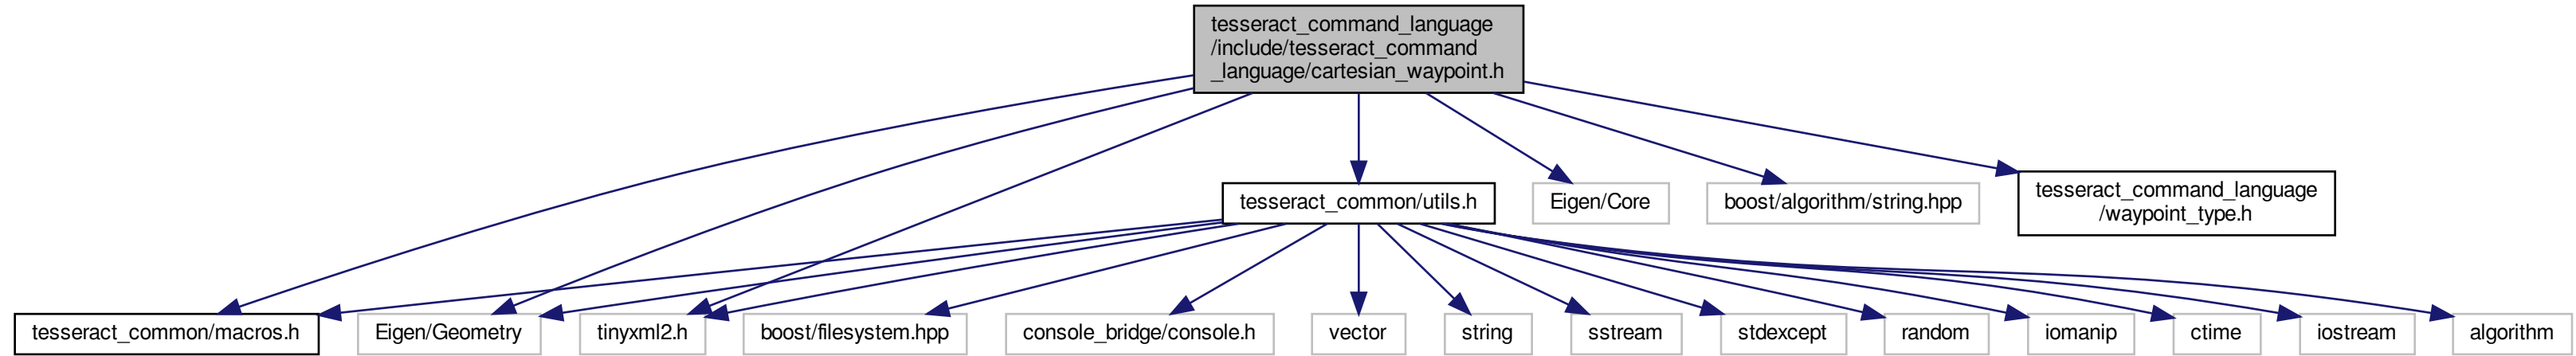 tesseract_command_language
/include/tesseract_command
_language/cartesian_waypoint.h
tesseract_common/utils.h
Eigen/Core
boost/algorithm/string.hpp
tesseract_command_language
/waypoint_type.h
tesseract_common/macros.h
Eigen/Geometry
tinyxml2.h
boost/filesystem.hpp
console_bridge/console.h
vector
string
sstream
stdexcept
random
iomanip
ctime
iostream
algorithm